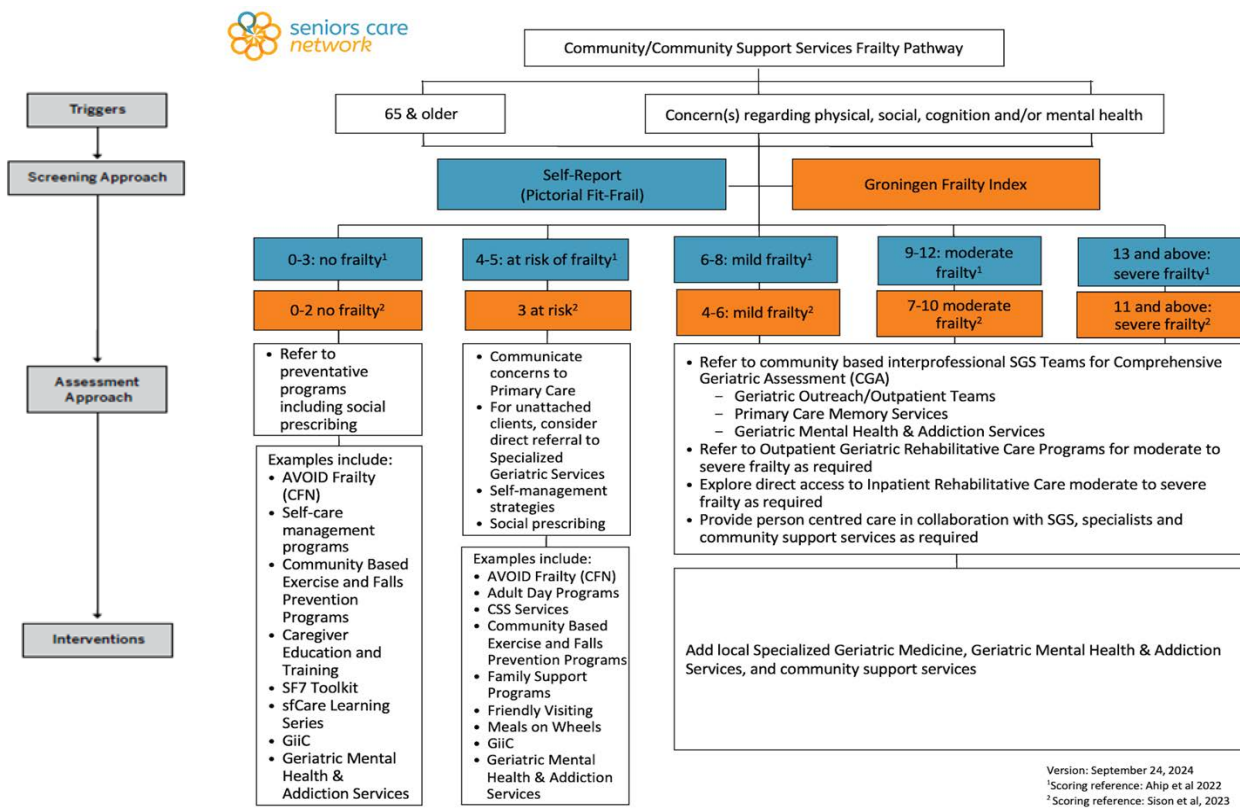 seniors care
network
Community/Community Support Services Frailty Pathway
Triggers
65 & older
Concern(s) regarding physical, social, cognition and/or mental health
Screening Approach
Self-Report
(Pictorial Fit-Frail)
Groningen Frailty Index
0-3: no frailty¹
4-5: at risk of frailty¹
6-8: mild frailty¹
9-12: moderate
frailty¹
13 and above:
severe frailty¹
0-2 no frailty²
3 at risk²
4-6: mild frailty²
7-10 moderate
frailty²
11 and above:
severe frailty²
Assessment
Approach
• Refer to
preventative
programs
including social
prescribing
• Communicate
concerns to
Primary Care
• For unattached
clients, consider
direct referral to
Specialized
Geriatric Services
• Self-management
strategies
• Social prescribing
• Refer to community based interprofessional SGS Teams for Comprehensive
Geriatric Assessment (CGA)
– Geriatric Outreach/Outpatient Teams
– Primary Care Memory Services
– Geriatric Mental Health & Addiction Services
• Refer to Outpatient Geriatric Rehabilitative Care Programs for moderate to
severe frailty as required
• Explore direct access to Inpatient Rehabilitative Care moderate to severe
frailty as required
• Provide person centred care in collaboration with SGS, specialists and
community support services as required
Interventions
Examples include:
• AVOID Frailty
(CFN)
• Self-care
management
programs
• Community Based
Exercise and Falls
Prevention
Programs
• Caregiver
Education and
Training
• SF7 Toolkit
• sfCare Learning
Series
• GiiC
• Geriatric Mental
Health &
Addiction Services
Examples include:
• AVOID Frailty (CFN)
• Adult Day Programs
• CSS Services
• Community Based
Exercise and Falls
Prevention Programs
• Family Support
Programs
• Friendly Visiting
• Meals on Wheels
• GiiC
• Geriatric Mental
Health & Addiction
Services
Add local Specialized Geriatric Medicine, Geriatric Mental Health & Addiction
Services, and community support services
Version: September 24, 2024
¹Scoring reference: Ahip et al 2022
² Scoring reference: Sison et al, 2023